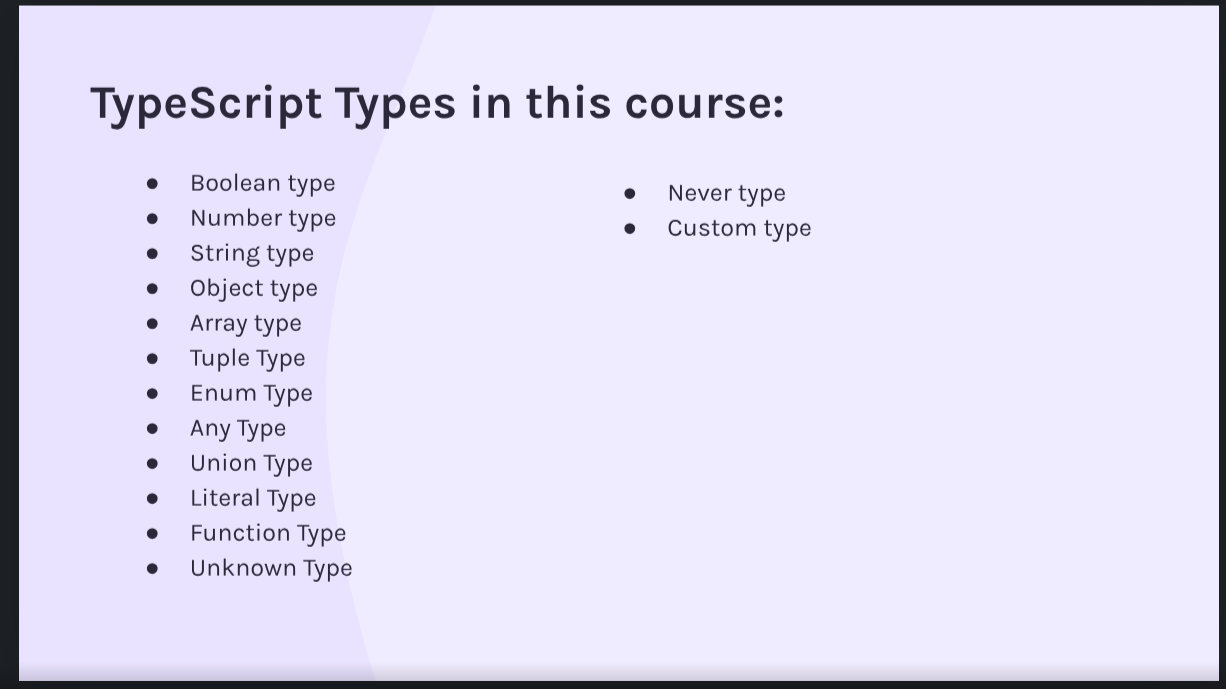 TypeScript Types in this course:
● Boolean type
● Number type
● String type
● Object type
● Array type
● Tuple Type
● Enum Type
● Any Type
● Union Type
● Literal Type
● Function Type
● Unknown Type
● Never type
● Custom type